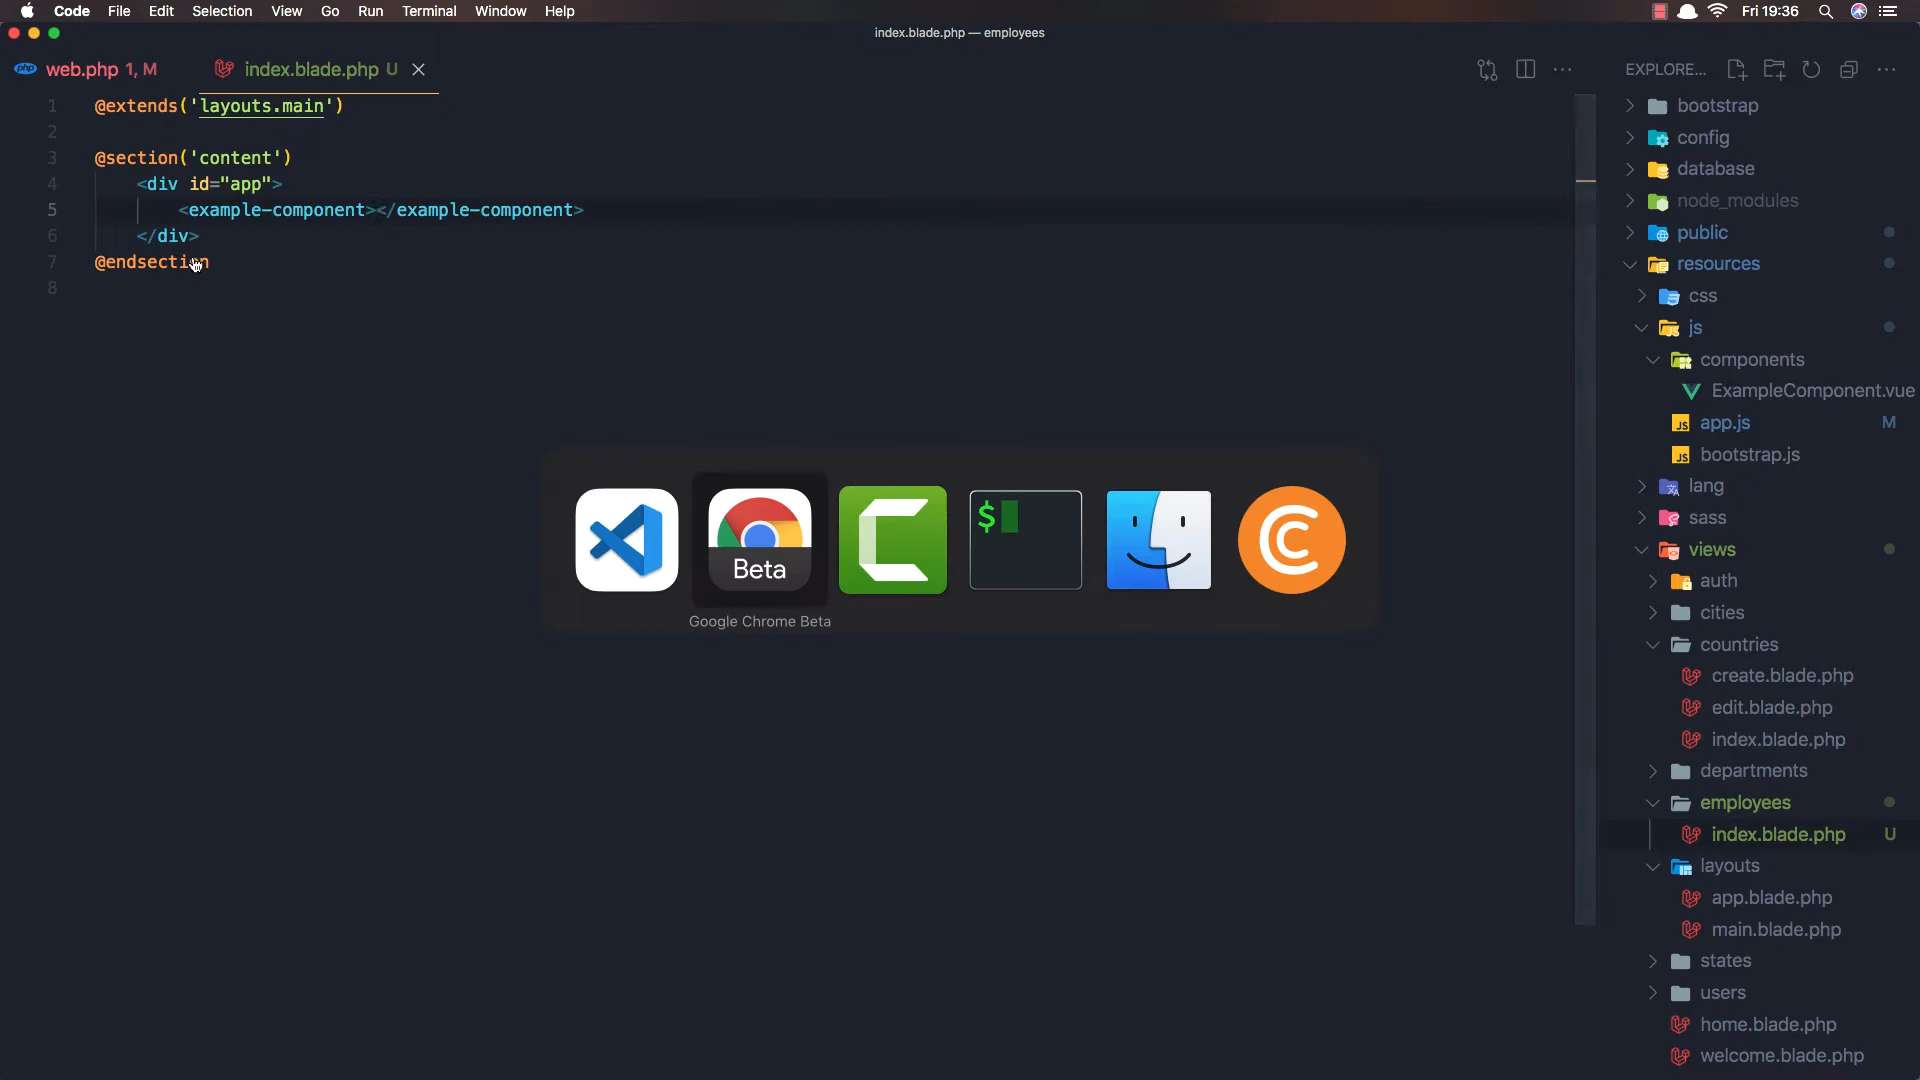 Code File Edit Selection View Go Run Terminal Window Help
Fri 19:36
index.blade.php — employees
php web.php 1, M
index.blade.php U
EXPLORE...
1 @extends('layouts.main')
2
3 @section('content')
4 <div id="app">
5 <example-component></example-component>
6 </div>
7 @endsection
8
bootstrap
config
database
node_modules
public
resources
css
js
components
ExampleComponent.vue
JS app.js M
JS bootstrap.js
lang
sass
views
auth
cities
countries
create.blade.php
edit.blade.php
index.blade.php
departments
employees
index.blade.php U
layouts
app.blade.php
main.blade.php
states
users
home.blade.php
welcome.blade.php
Beta
$
Google Chrome Beta